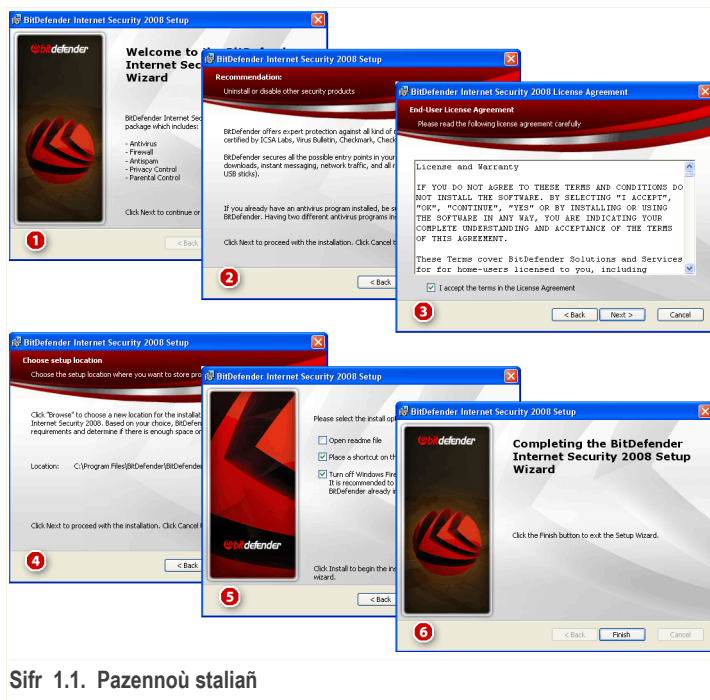 BitDefender Internet Security 2008 Setup
bitdefender
Welcome to
Internet Sec
Wizard
BitDefender Internet Sec
package which includes:
- Antivirus
- Firewall
- Antispam
- Privacy Control
- Parental Control
Click Next to continue or
< Back
1
BitDefender Internet Security 2008 Setup
Recommendation:
Uninstall or disable other security products
BitDefender offers expert protection against all kind of
certified by ICSA Labs, Virus Bulletin, Checkmark, Check
BitDefender secures all the possible entry points in your
downloads, instant messaging, network traffic, and all r
USB sticks).
If you already have an antivirus program installed, be s
BitDefender. Having two different antivirus programs in
Click Next to proceed with the installation. Click Cancel t
< Back
2
BitDefender Internet Security 2008 License Agreement
End-User License Agreement
Please read the following license agreement carefully
License and Warranty
IF YOU DO NOT AGREE TO THESE TERMS AND CONDITIONS DO
NOT INSTALL THE SOFTWARE. BY SELECTING "I ACCEPT",
"OK", "CONTINUE", "YES" OR BY INSTALLING OR USING
THE SOFTWARE IN ANY WAY, YOU ARE INDICATING YOUR
COMPLETE UNDERSTANDING AND ACCEPTANCE OF THE TERMS
OF THIS AGREEMENT.
These Terms cover BitDefender Solutions and Services
for for home-users licensed to you, including
I accept the terms in the License Agreement
< Back Next > Cancel
3
BitDefender Internet Security 2008 Setup
Choose setup location
Choose the setup location where you want to store pro
Click "Browse" to choose a new location for the installat
Internet Security 2008. Based on your choice, BitDefen
requirements and determine if there is enough space on
Location: C:\Program Files\BitDefender\BitDefender
Click Next to proceed with the installation. Click Cancel
< Back
4
BitDefender Internet Security 2008 Setup
Please select the install opt
Open readme file
Place a shortcut on th
Turn off Windows Fire
It is recommended to
BitDefender already in
bitdefender
Click Install to begin the ins
wizard.
< Back
5
BitDefender Internet Security 2008 Setup
bitdefender
Completing the BitDefender
Internet Security 2008 Setup
Wizard
Click the Finish button to exit the Setup Wizard.
< Back Finish Cancel
6
Sifr 1.1. Pazennoù staliañ